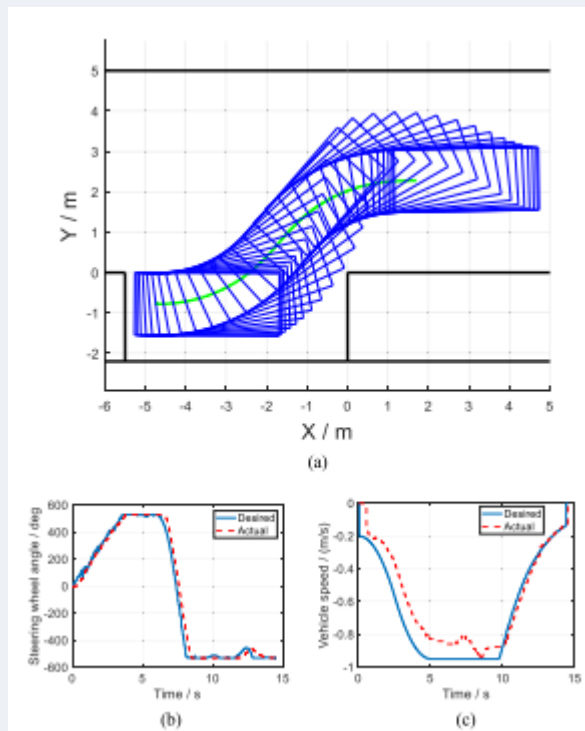 5
4
3
2
1
0
-1
-2
Y / m
-6 -5 -4 -3 -2 -1 0 1 2 3 4 5
X / m
(a)
600
400
200
0
-200
-400
-600
Steering wheel angle / deg
Desired
Actual
0 5 10 15
Time / s
(b)
0
-0.2
-0.4
-0.6
-0.8
-1
Vehicle speed / (m/s)
Desired
Actual
0 5 10 15
Time / s
(c)